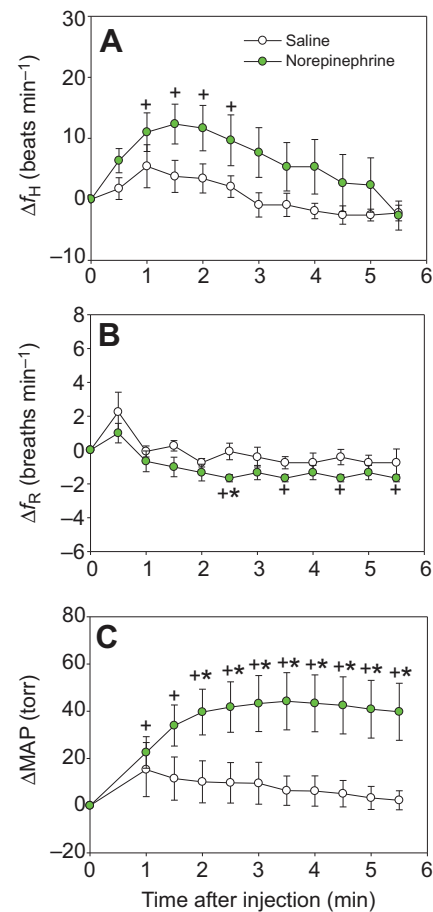 A
Saline
Norepinephrine
30
20
10
0
–10
ΔfH (beats min–1)
+ + + + +
0 1 2 3 4 5 6
B
8
6
4
2
0
–2
–4
–6
ΔfR (breaths min–1)
+* + + +
0 1 2 3 4 5 6
C
80
60
40
20
0
–20
ΔMAP (torr)
+ + +* +* +* +* +* +* +* +*
0 1 2 3 4 5 6
Time after injection (min)